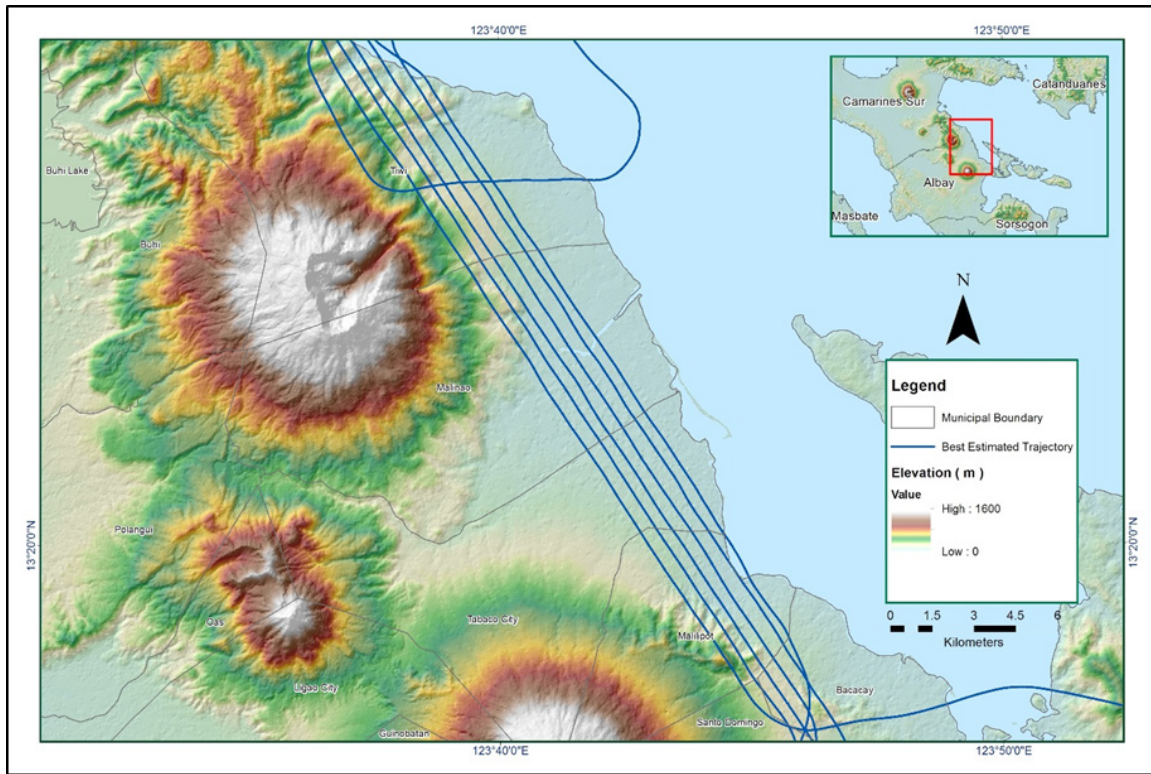 123°40'0"E
123°50'0"E
Camarines Sur
Catanduanes
Albay
Masbate
Sorsogon
Buhi Lake
Tiwi
Buhi
N
Malinao
Legend
Municipal Boundary
Best Estimated Trajectory
Elevation ( m )
Value
High : 1600
Low : 0
13°20'0"N
13°20'0"N
Polangui
0 1.5 3 4.5 6
Kilometers
Oas
Tabaco City
Malilipot
Ligao City
Bacacay
Santo Domingo
Guinobatan
123°40'0"E
123°50'0"E